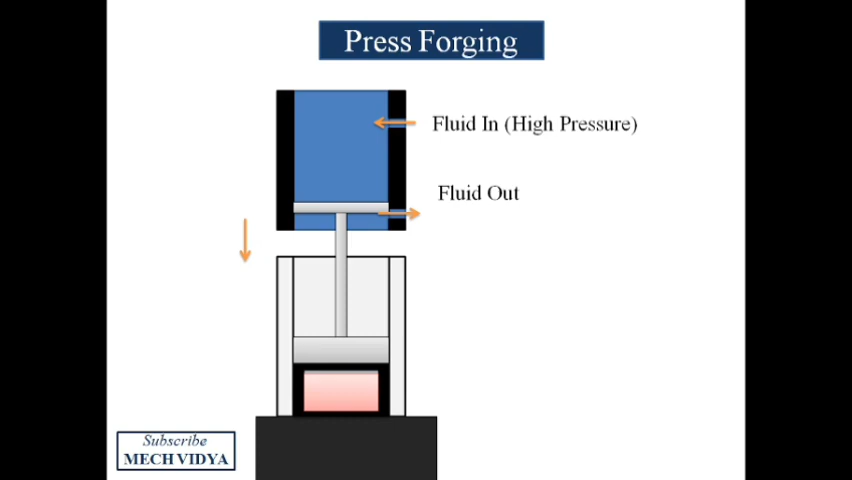 Press Forging
Fluid In (High Pressure)
Fluid Out
Subscribe
MECH VIDYA